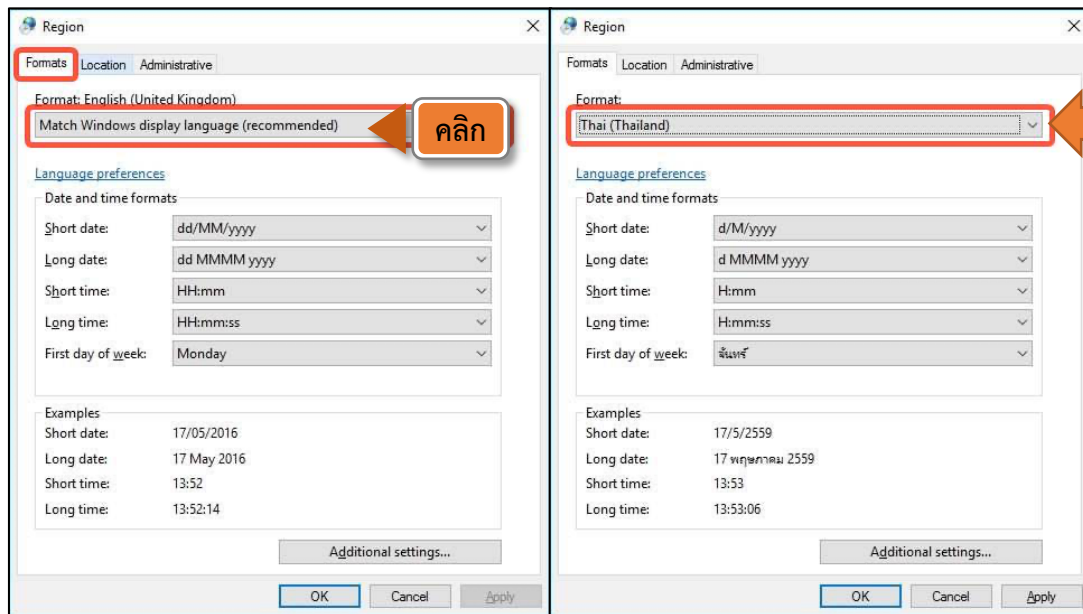 Region
Formats Location Administrative
Format: English (United Kingdom)
Match Windows display language (recommended)
คลิก
Language preferences
Date and time formats
Short date: dd/MM/yyyy
Long date: dd MMMM yyyy
Short time: HH:mm
Long time: HH:mm:ss
First day of week: Monday
Examples
Short date: 17/05/2016
Long date: 17 May 2016
Short time: 13:52
Long time: 13:52:14
Additional settings...
OK Cancel Apply
Region
Formats Location Administrative
Format:
Thai (Thailand)
Language preferences
Date and time formats
Short date: d/M/yyyy
Long date: d MMMM yyyy
Short time: H:mm
Long time: H:mm:ss
First day of week: จันทร์
Examples
Short date: 17/5/2559
Long date: 17 พฤษภาคม 2559
Short time: 13:53
Long time: 13:53:06
Additional settings...
OK Cancel Apply